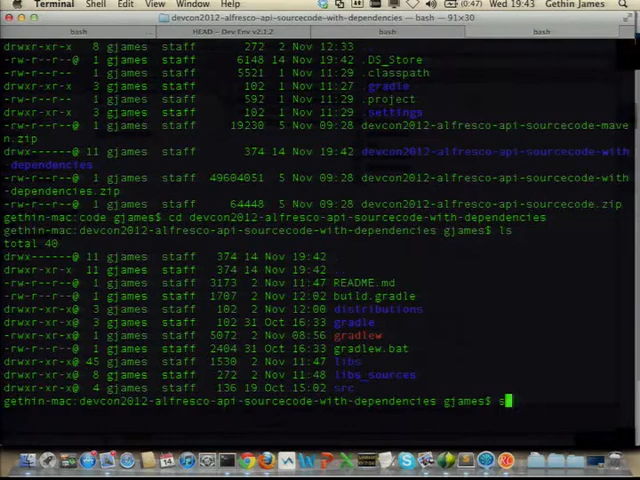 Terminal Shell Edit View Window Help (0:47) Wed 19:43 Gethin James
devcon2012-alfresco-api-sourcecode-with-dependencies — bash — 91×30
bash HEAD – Dev Env v2.1.2 bash bash
drwxr-xr-x 8 gjames staff 272 2 Nov 12:33 ..
-rw-r--r--@ 1 gjames staff 6148 14 Nov 19:42 .DS_Store
-rw-r--r-- 1 gjames staff 5521 2 Nov 11:29 .classpath
drwxr-xr-x 3 gjames staff 102 1 Nov 11:27 .gradle
-rw-r--r-- 1 gjames staff 592 1 Nov 11:29 .project
drwxr-xr-x 3 gjames staff 102 1 Nov 11:29 .settings
-rw-r--r--@ 1 gjames staff 19230 5 Nov 09:28 devcon2012-alfresco-api-sourcecode-mave
n.zip
drwx------@ 11 gjames staff 374 14 Nov 19:42 devcon2012-alfresco-api-sourcecode-with
-dependencies
-rw-r--r--@ 1 gjames staff 49604051 5 Nov 09:28 devcon2012-alfresco-api-sourcecode-with
-dependencies.zip
-rw-r--r--@ 1 gjames staff 64448 5 Nov 09:28 devcon2012-alfresco-api-sourcecode.zip
gethin-mac:code gjames$ cd devcon2012-alfresco-api-sourcecode-with-dependencies
gethin-mac:devcon2012-alfresco-api-sourcecode-with-dependencies gjames$ ls
total 40
drwx------@ 11 gjames staff 374 14 Nov 19:42 .
drwxr-xr-x 11 gjames staff 374 14 Nov 19:42 ..
-rw-r--r--@ 1 gjames staff 3173 2 Nov 11:47 README.md
-rw-r--r--@ 1 gjames staff 1707 2 Nov 12:02 build.gradle
drwxr-xr-x@ 3 gjames staff 102 2 Nov 12:00 distributions
drwxr-xr-x@ 3 gjames staff 102 31 Oct 16:33 gradle
-rwxr-xr-x@ 1 gjames staff 5072 2 Nov 08:56 gradlew
-rw-r--r--@ 1 gjames staff 2404 31 Oct 16:33 gradlew.bat
drwxr-xr-x@ 45 gjames staff 1530 2 Nov 11:47 libs
drwxr-xr-x@ 8 gjames staff 272 2 Nov 11:48 libs_sources
drwxr-xr-x@ 4 gjames staff 136 19 Oct 15:02 src
gethin-mac:devcon2012-alfresco-api-sourcecode-with-dependencies gjames$ s